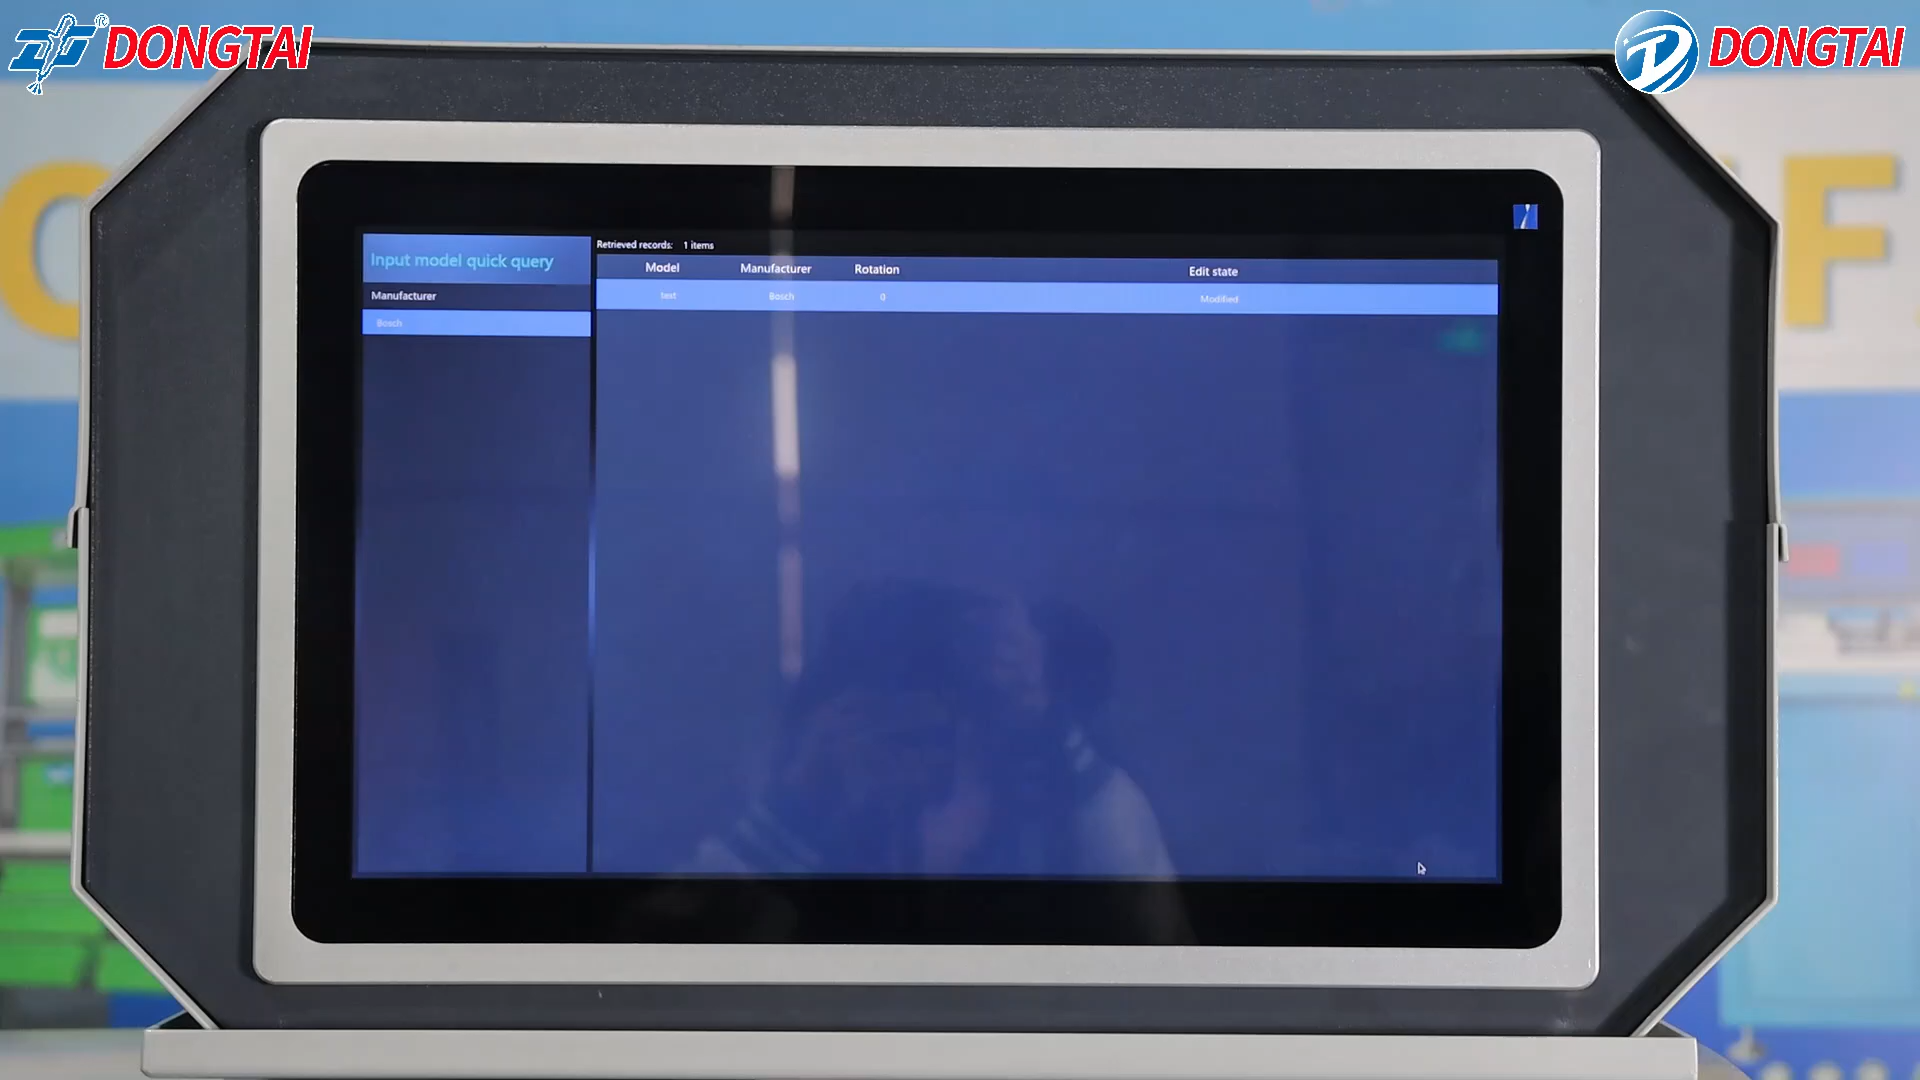 DONGTAI
DONGTAI
Input model quick query
Manufacturer
Bosch
Retrieved records: 1 items
Model Manufacturer Rotation Edit state
text Bosch 0 Modified
F